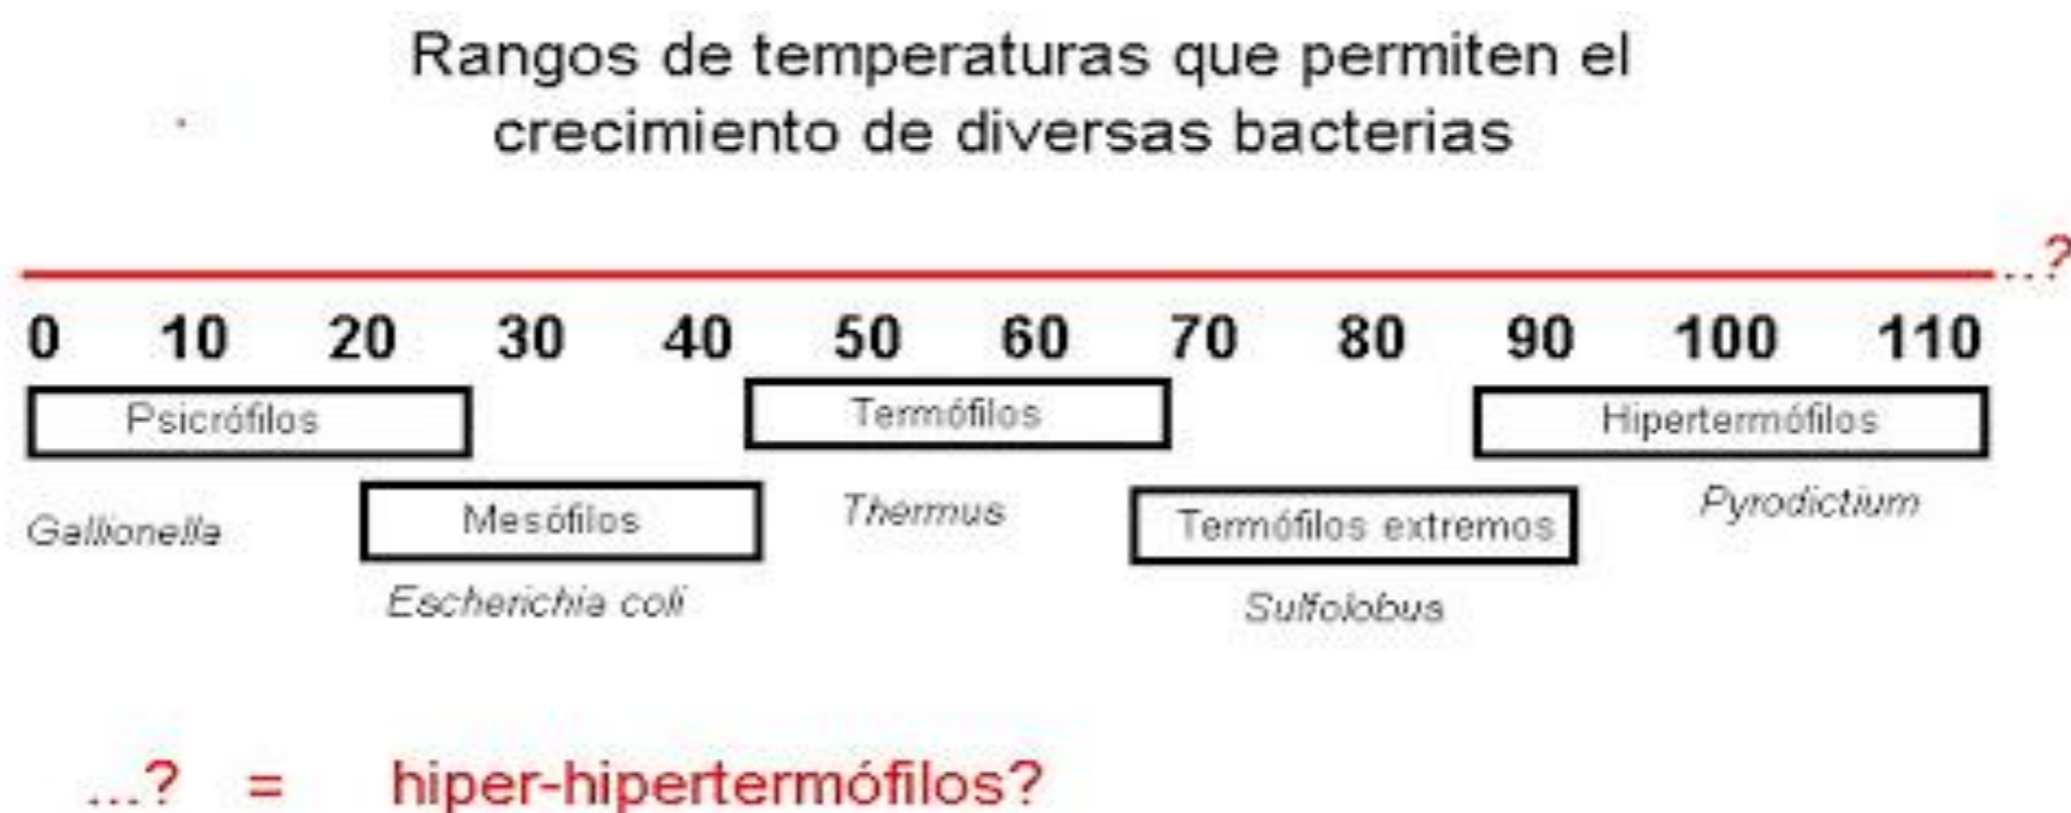 Rangos de temperaturas que permiten el
crecimiento de diversas bacterias
..?
0 10 20 30 40 50 60 70 80 90 100 110
Psicrófilos Termófilos Hipertermófilos
Gallionella Mesófilos Thermus Termófilos extremos Pyrodictium
Escherichia coli Sulfolobus
...? = hiper-hipertermófilos?